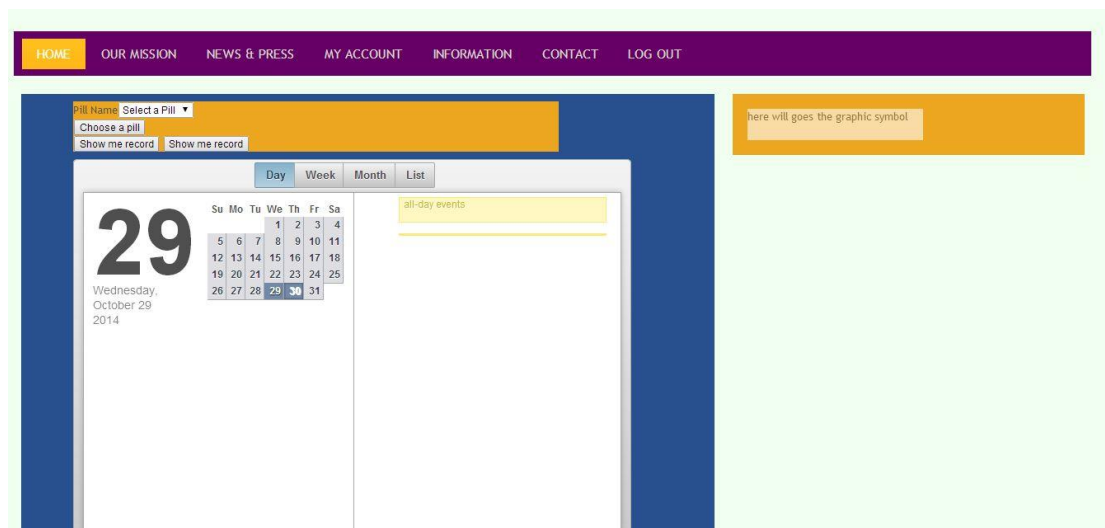 HOME OUR MISSION NEWS & PRESS MY ACCOUNT INFORMATION CONTACT LOG OUT
Pill Name Select a Pill
Choose a pill
Show me record Show me record
here will goes the graphic symbol
Day Week Month List
29
Wednesday,
October 29
2014
Su Mo Tu We Th Fr Sa
1 2 3 4
5 6 7 8 9 10 11
12 13 14 15 16 17 18
19 20 21 22 23 24 25
26 27 28 29 30 31
all-day events